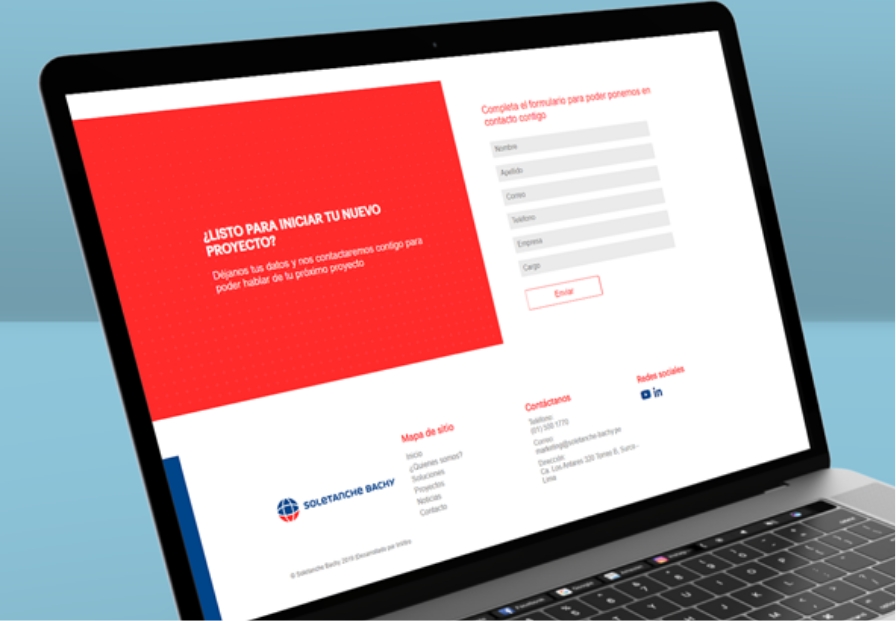 ¿LISTO PARA INICIAR TU NUEVO
PROYECTO?
Déjanos tus datos y nos contactaremos contigo para
poder hablar de tu próximo proyecto
Completa el formulario para poder ponernos en
contacto contigo
Nombre
Apellido
Correo
Teléfono
Empresa
Cargo
Enviar
SOLETANCHE BACHY
Mapa de sitio
Inicio
¿Quienes somos?
Soluciones
Proyectos
Noticias
Contacto
Contáctanos
Teléfono:
(01) 500 1770
Correo:
marketing@soletanche-bachy.pe
Dirección:
Ca. Los Antares 320 Torres B, Surco -
Lima
Redes sociales
in
© Soletanche Bachy 2019 |Desarrollado por